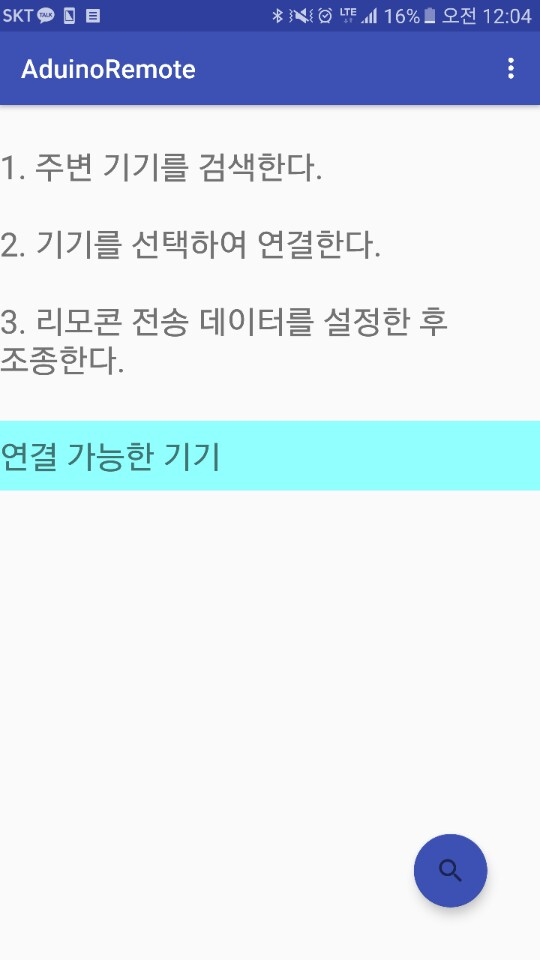 SKT TALK LTE 16% 오전 12:04
AduinoRemote
1. 주변 기기를 검색한다.
2. 기기를 선택하여 연결한다.
3. 리모콘 전송 데이터를 설정한 후
조종한다.
연결 가능한 기기